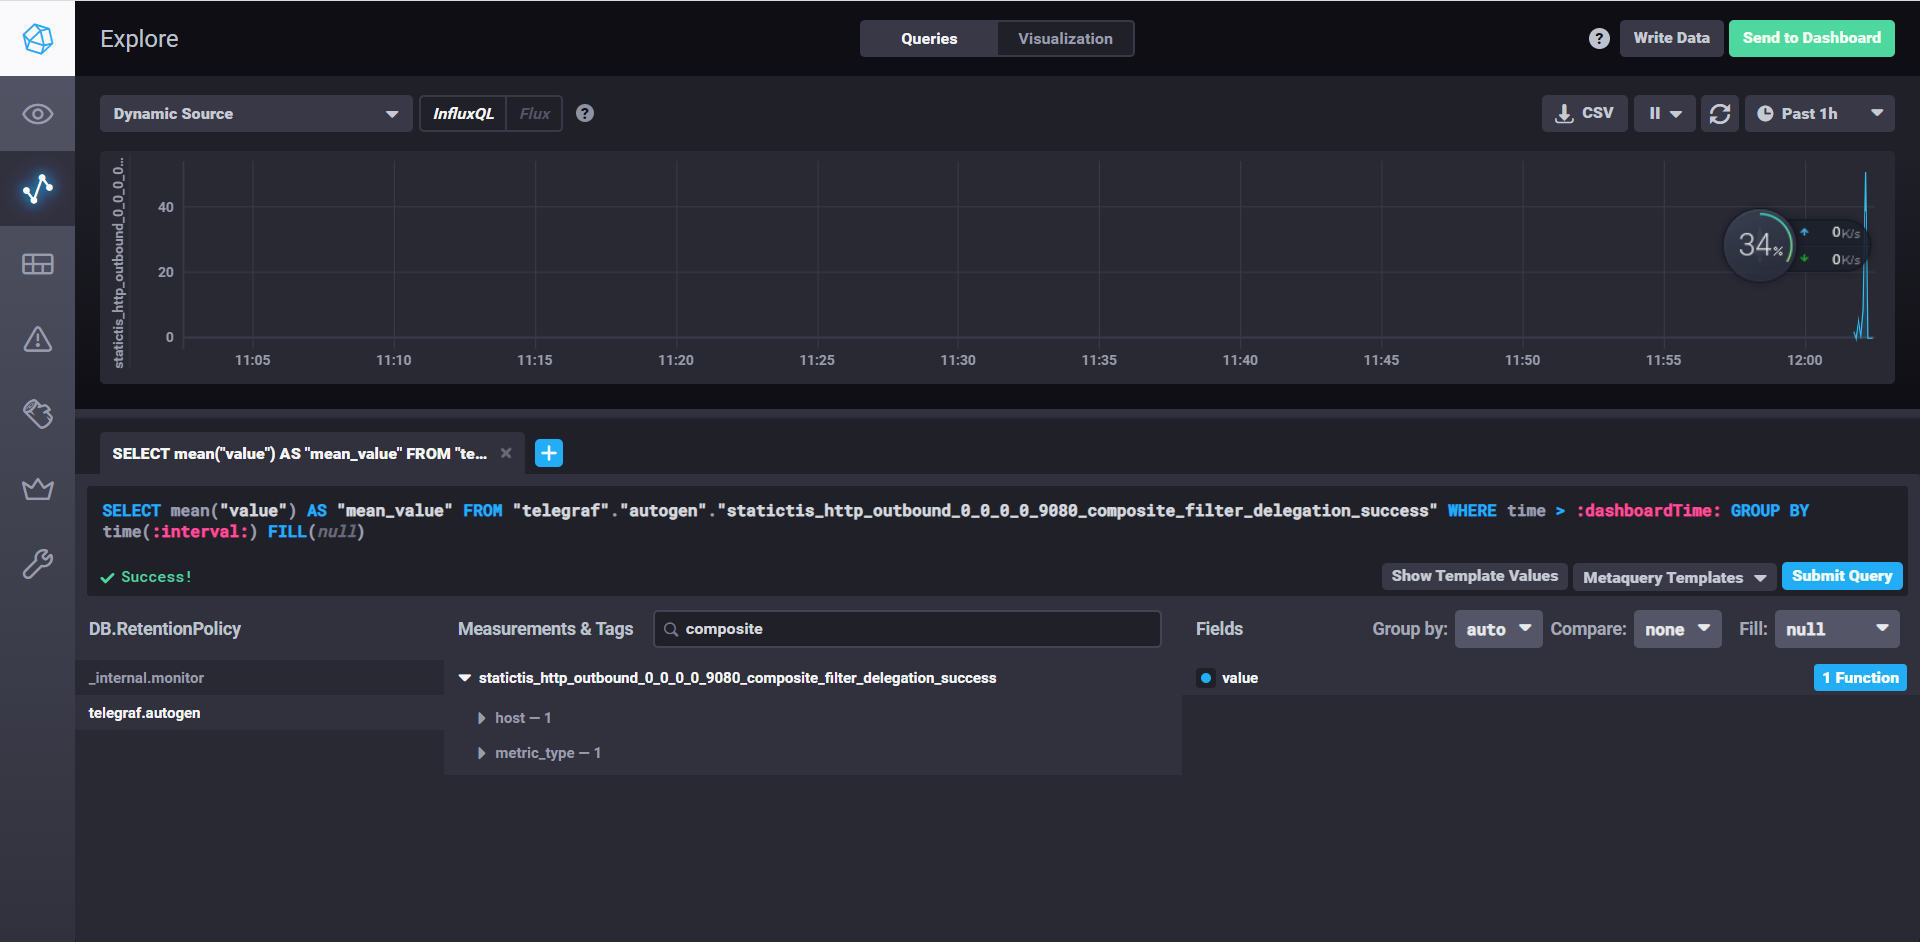 Explore
Queries
Visualization
?
Write Data
Send to Dashboard
Dynamic Source
InfluxQL
Flux
?
CSV
Past 1h
statictis_http_outbound_0_0_0_0...
40
20
0
11:05
11:10
11:15
11:20
11:25
11:30
11:35
11:40
11:45
11:50
11:55
12:00
34%
0K/s
0K/s
SELECT mean("value") AS "mean_value" FROM "te...
SELECT mean("value") AS "mean_value" FROM "telegraf"."autogen"."statictis_http_outbound_0_0_0_0_9080_composite_filter_delegation_success" WHERE time > :dashboardTime: GROUP BY
time(:interval:) FILL(null)
Success!
Show Template Values
Metaquery Templates
Submit Query
DB.RetentionPolicy
Measurements & Tags
composite
Fields
Group by:
auto
Compare:
none
Fill:
null
_internal.monitor
telegraf.autogen
statictis_http_outbound_0_0_0_0_9080_composite_filter_delegation_success
host — 1
metric_type — 1
value
1 Function